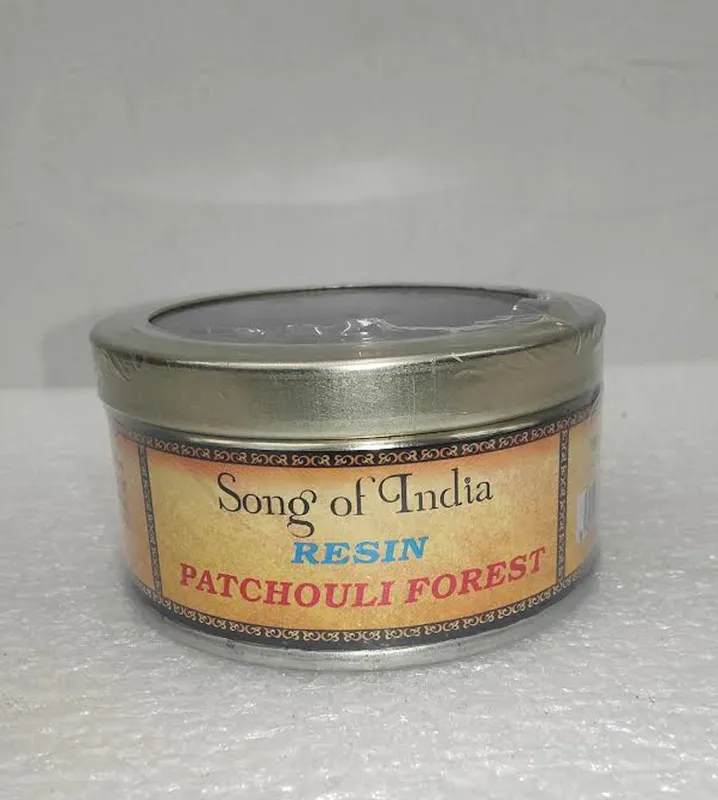 Song of India
RESIN
PATCHOULI FOREST